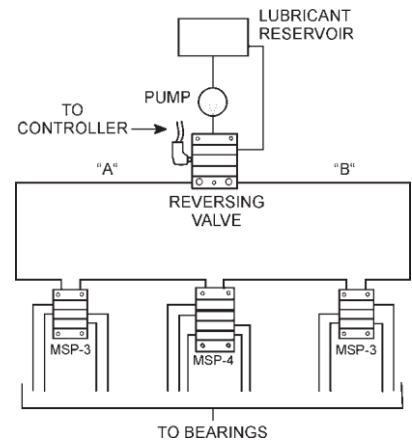 LUBRICANT
RESERVOIR
PUMP
TO
CONTROLLER
"A"
"B"
REVERSING
VALVE
MSP-3
MSP-4
MSP-3
TO BEARINGS